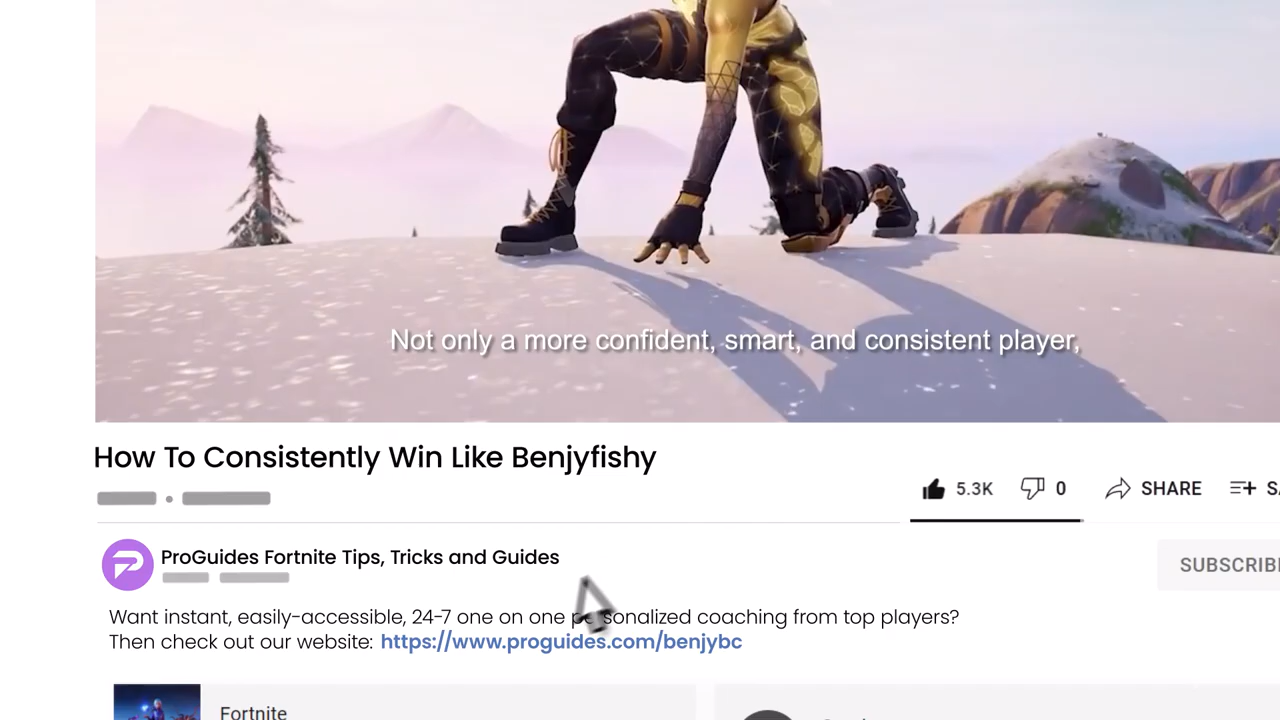 Not only a more confident, smart, and consistent player,
How To Consistently Win Like Benjyfishy
5.3K 0 SHARE
ProGuides Fortnite Tips, Tricks and Guides
Want instant, easily-accessible, 24-7 one on one personalized coaching from top players?
Then check out our website: https://www.proguides.com/benjybc
Fortnite